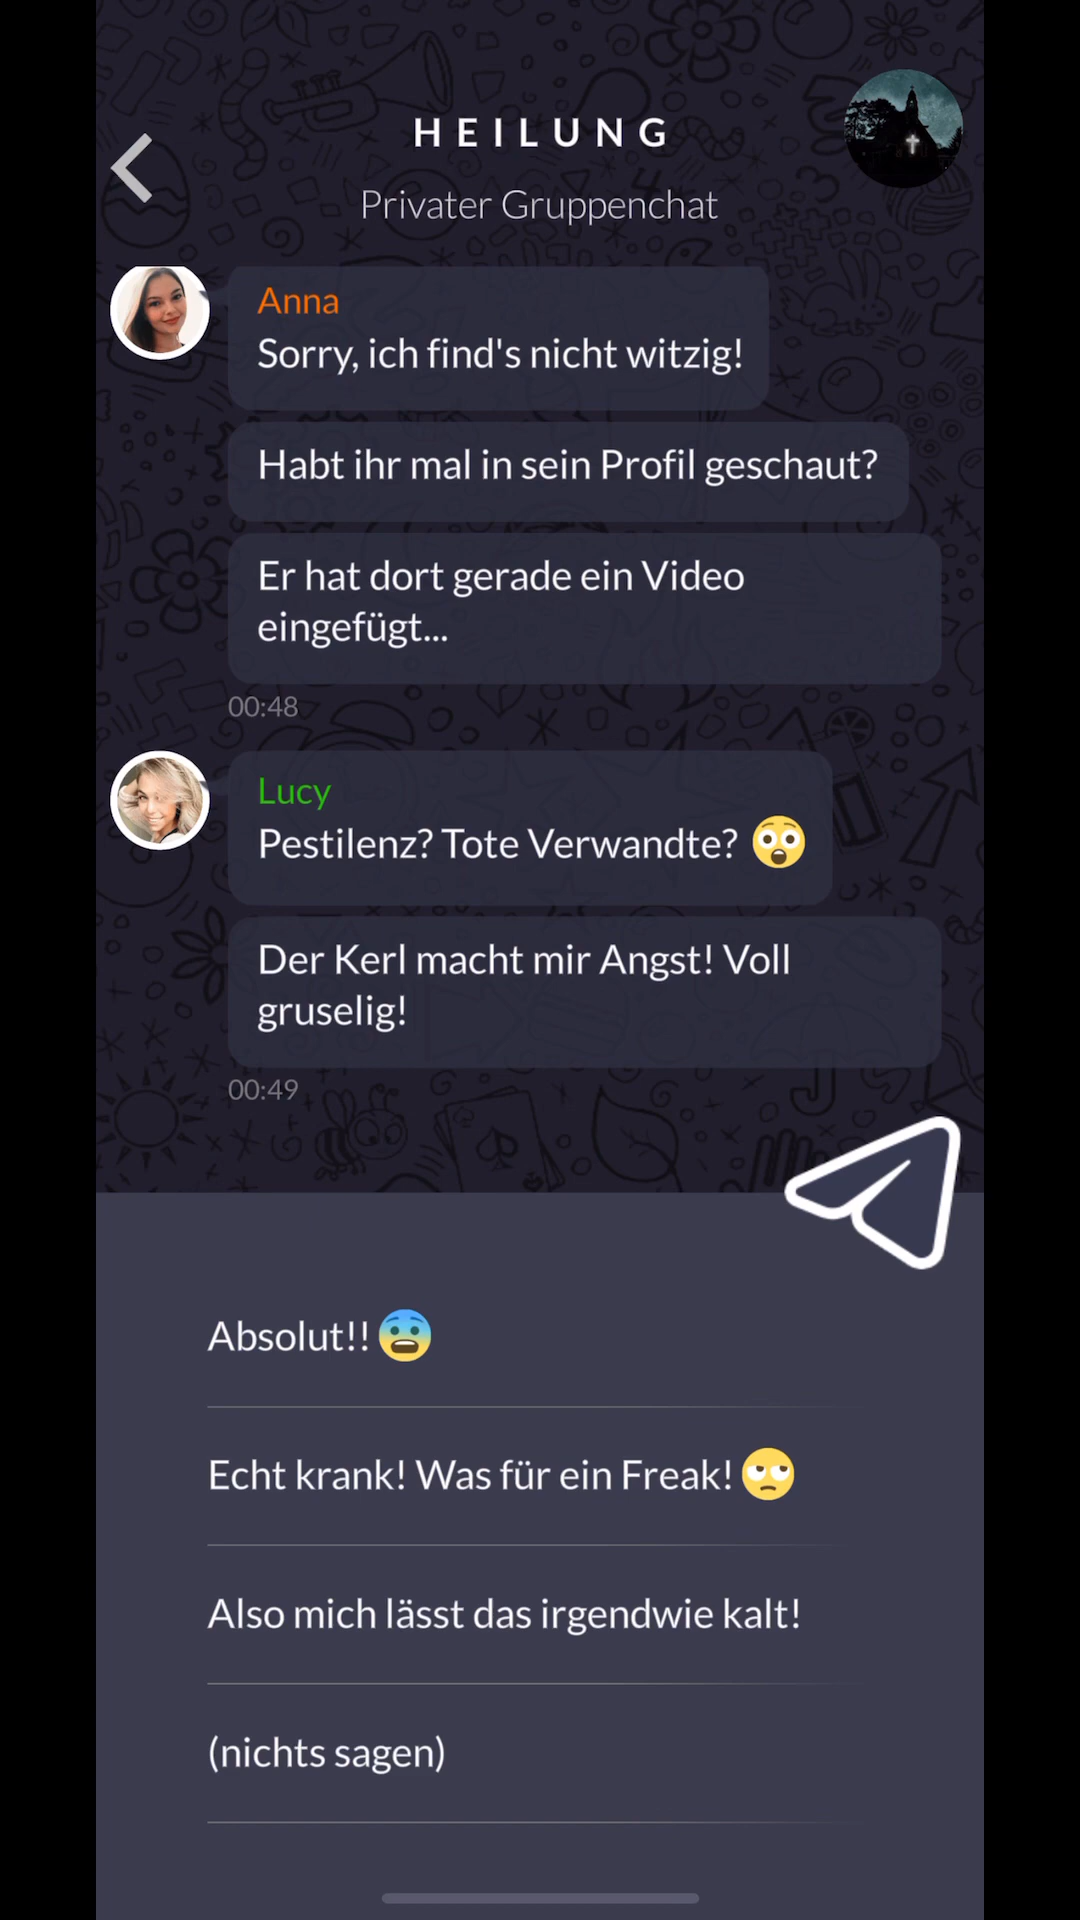 HEILUNG
Privater Gruppenchat
Anna
Sorry, ich find's nicht witzig!
Habt ihr mal in sein Profil geschaut?
Er hat dort gerade ein Video
eingefügt...
00:48
Lucy
Pestilenz? Tote Verwandte? 😲
Der Kerl macht mir Angst! Voll
gruselig!
00:49
Absolut!! 😨
Echt krank! Was für ein Freak! 🙄
Also mich lässt das irgendwie kalt!
(nichts sagen)